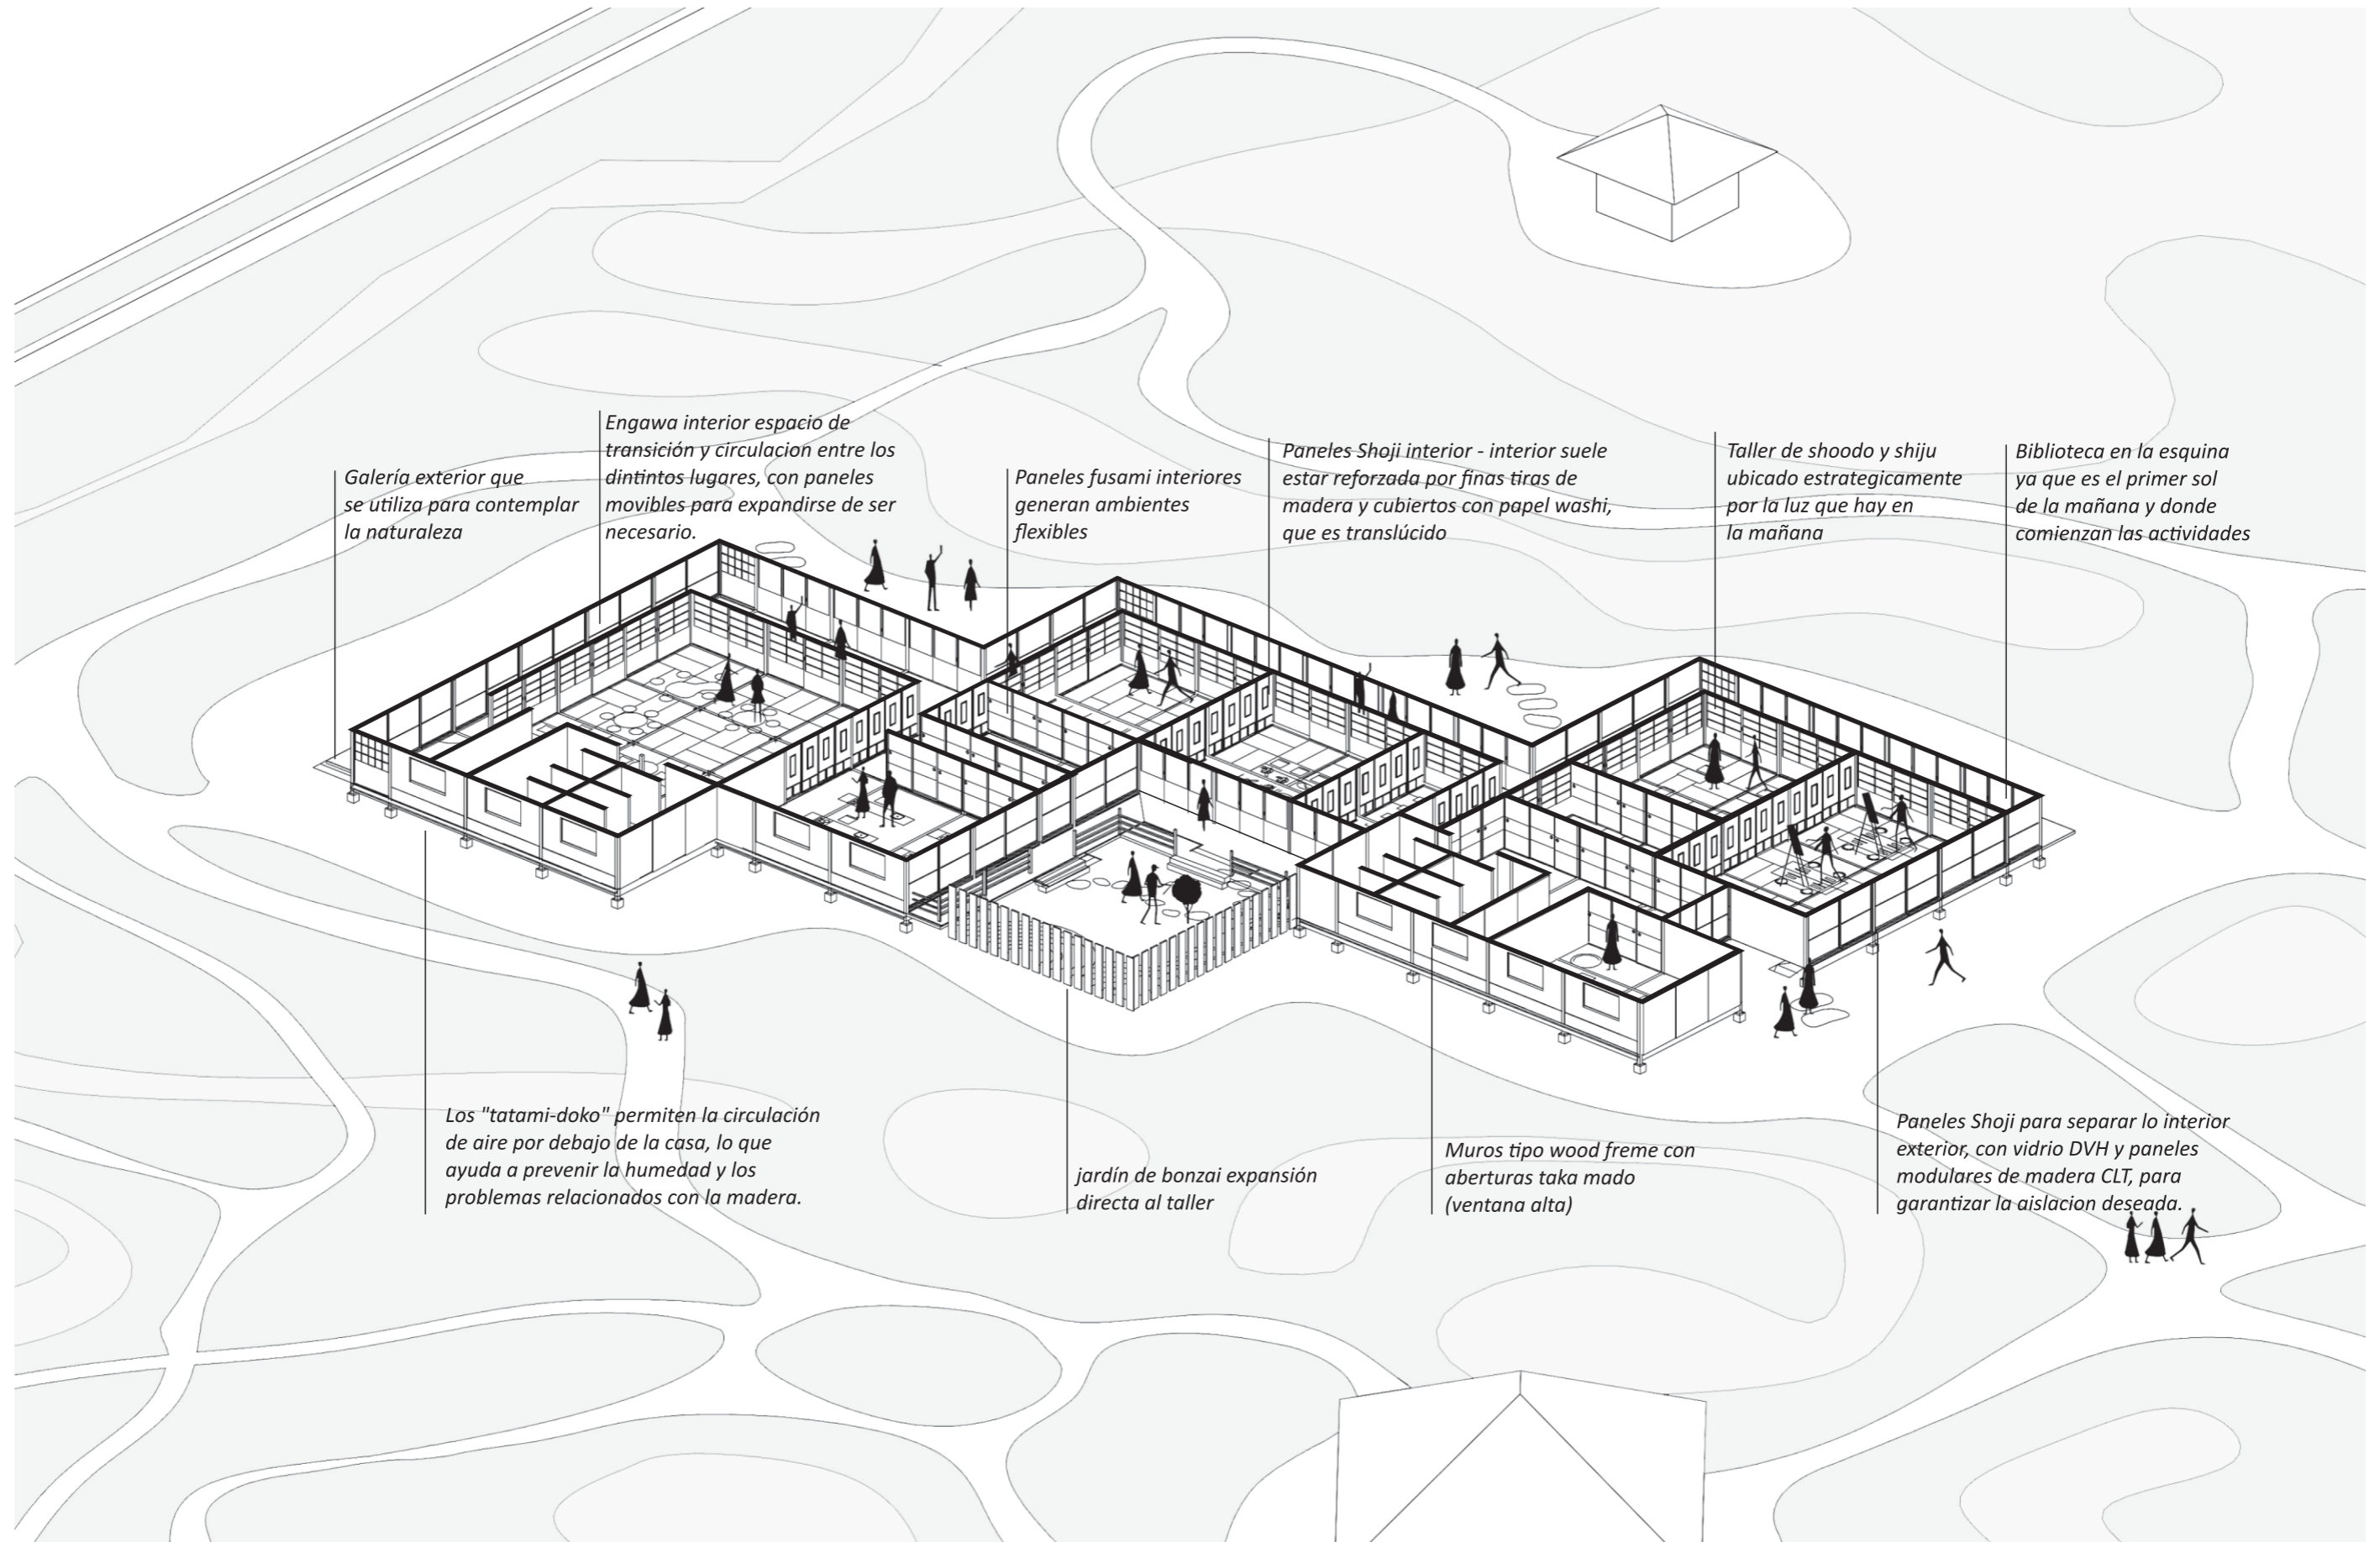 Galería exterior que
se utiliza para contemplar
la naturaleza
Engawa interior espacio de
transición y circulacion entre los
dintintos lugares, con paneles
movibles para expandirse de ser
necesario.
Paneles fusami interiores
generan ambientes
flexibles
Paneles Shoji interior - interior suele
estar reforzada por finas tiras de
madera y cubiertos con papel washi,
que es translúcido
Taller de shoodo y shiju
ubicado estrategicamente
por la luz que hay en
la mañana
Biblioteca en la esquina
ya que es el primer sol
de la mañana y donde
comienzan las actividades
Los "tatami-doko" permiten la circulación
de aire por debajo de la casa, lo que
ayuda a prevenir la humedad y los
problemas relacionados con la madera.
jardín de bonzai expansión
directa al taller
Muros tipo wood freme con
aberturas taka mado
(ventana alta)
Paneles Shoji para separar lo interior
exterior, con vidrio DVH y paneles
modulares de madera CLT, para
garantizar la aislacion deseada.